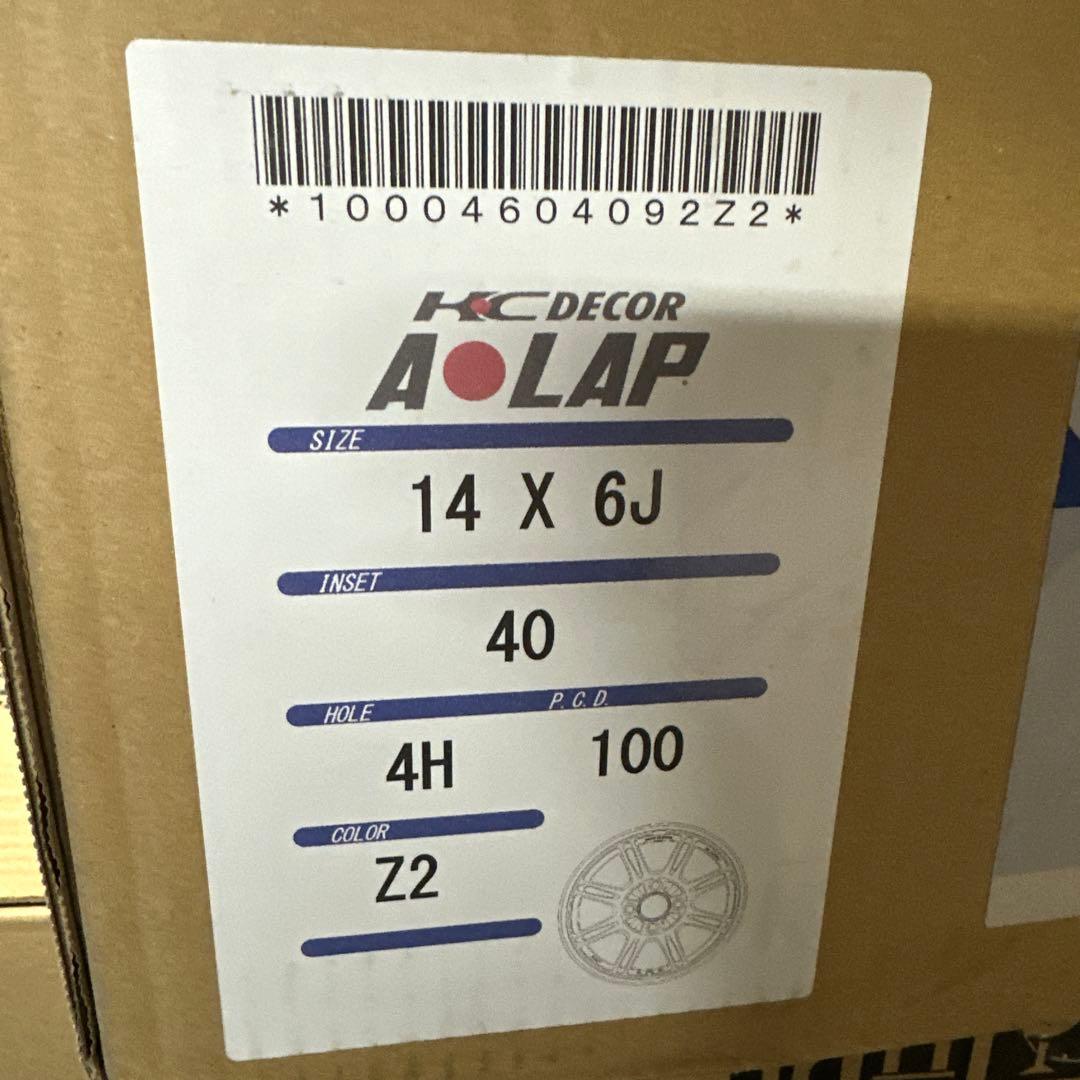 *10004604092Z2*
KC DECOR
A●LAP
SIZE
14 X 6J
INSET
40
HOLE P.C.D.
4H 100
COLOR
Z2